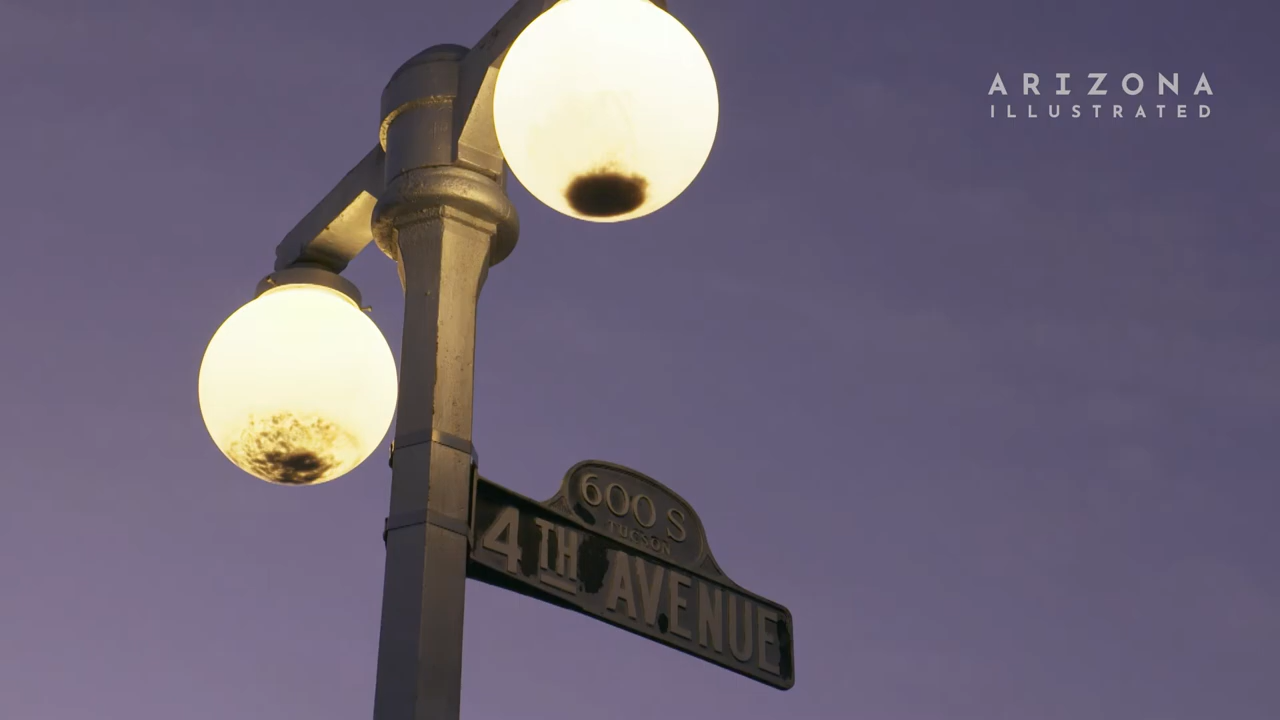 ARIZONA
ILLUSTRATED
600 S
TUCSON
4TH AVENUE